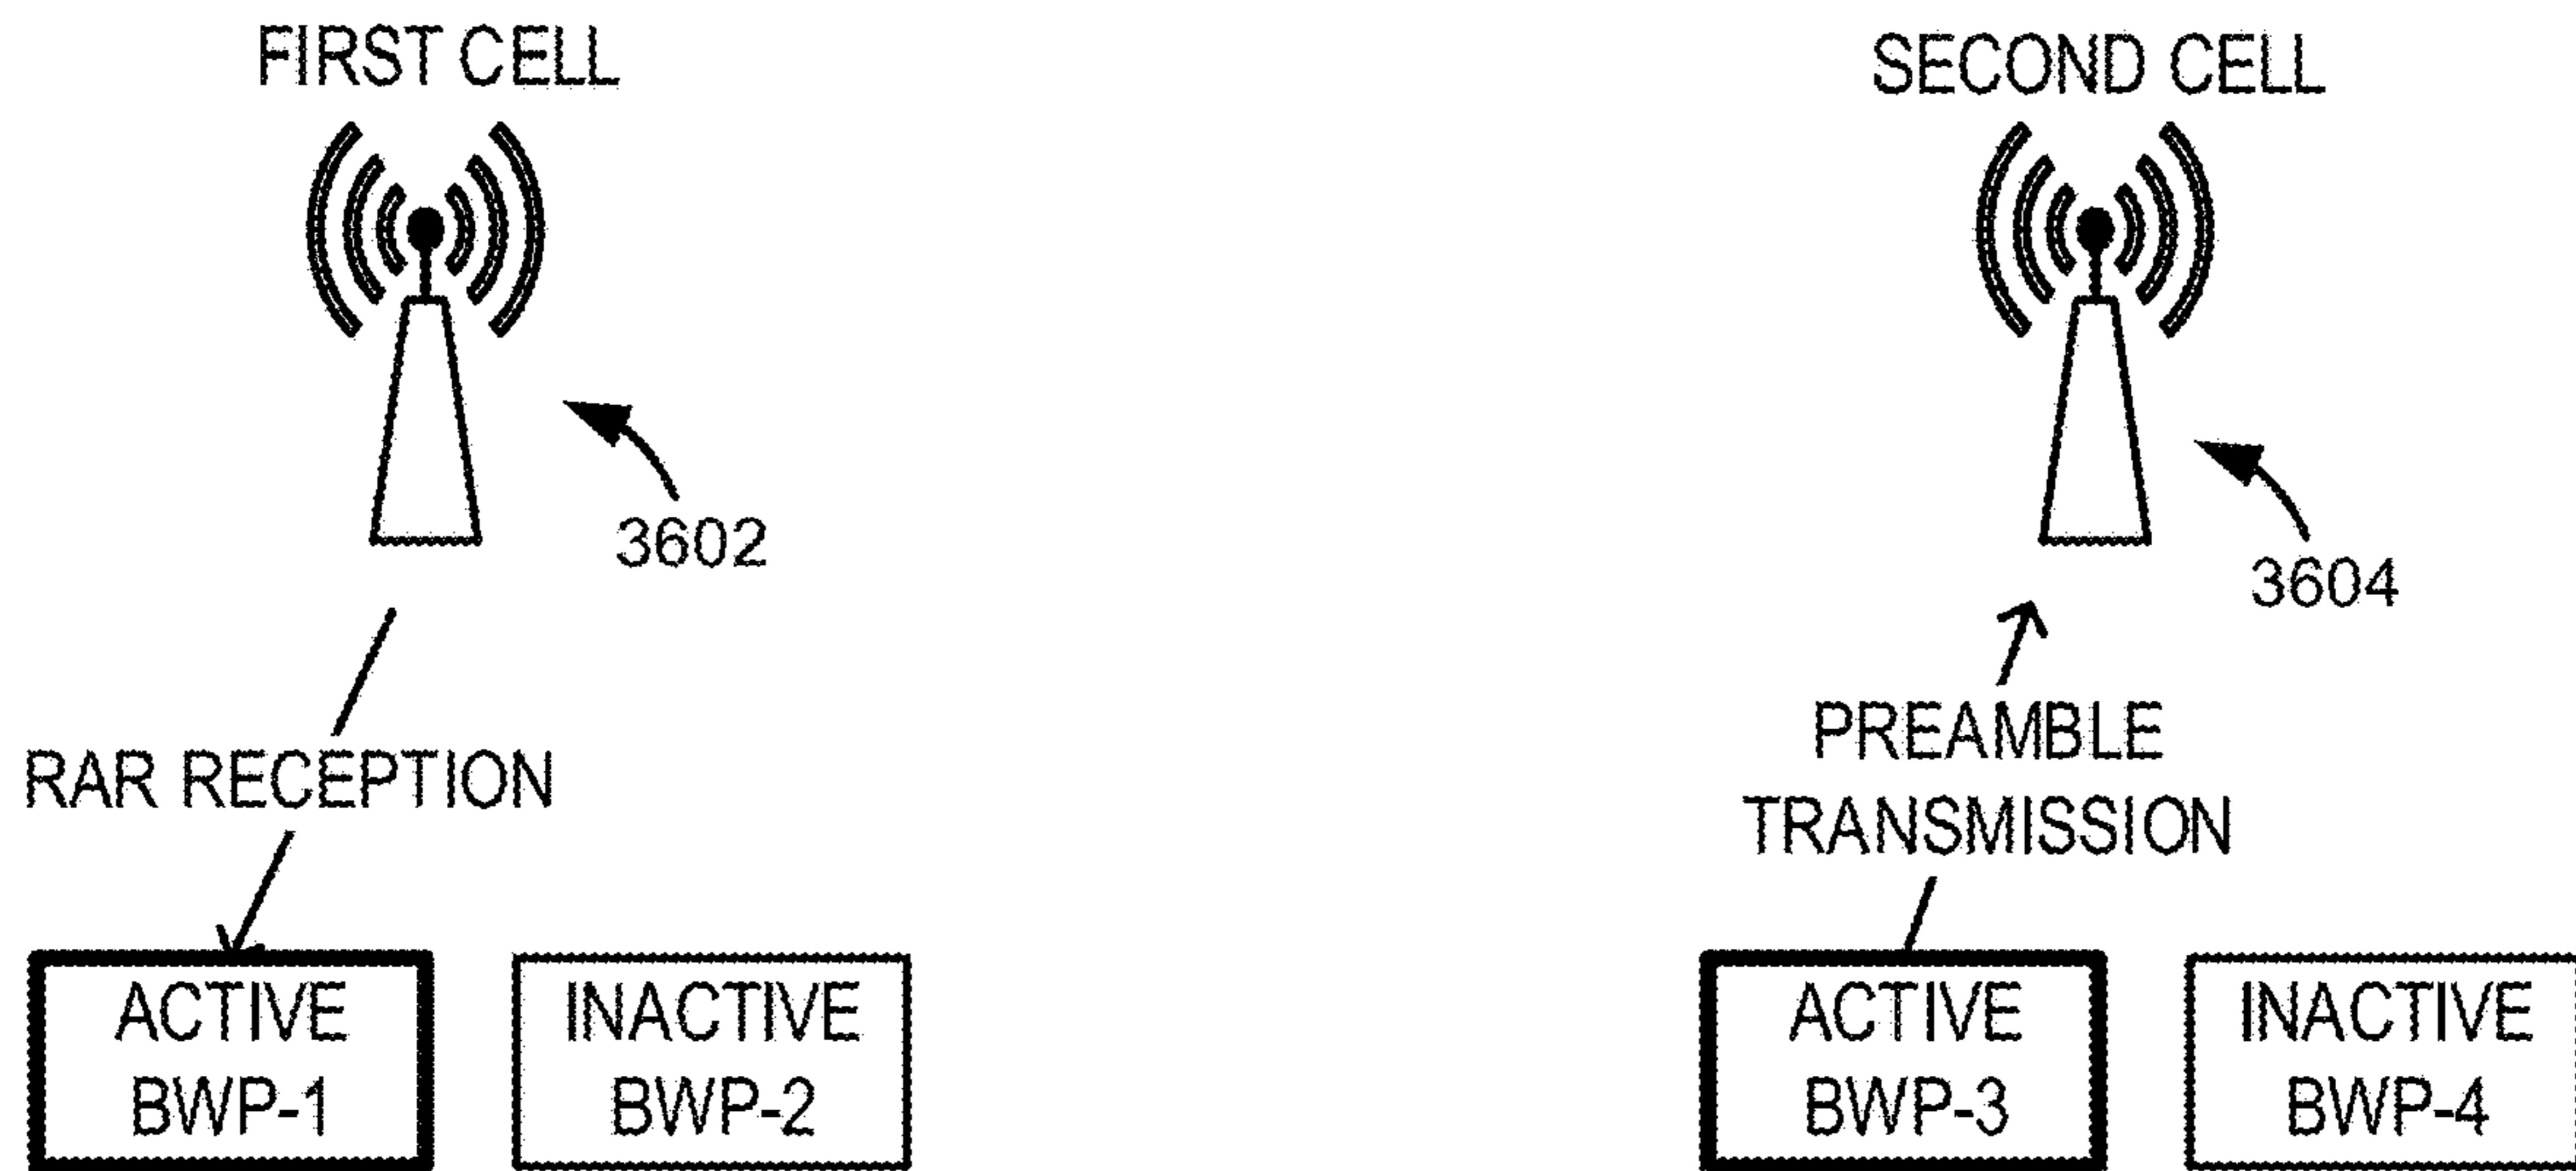 FIRST CELL
SECOND CELL
3602
3604
RAR RECEPTION
PREAMBLE
TRANSMISSION
ACTIVE
BWP-1
INACTIVE
BWP-2
ACTIVE
BWP-3
INACTIVE
BWP-4